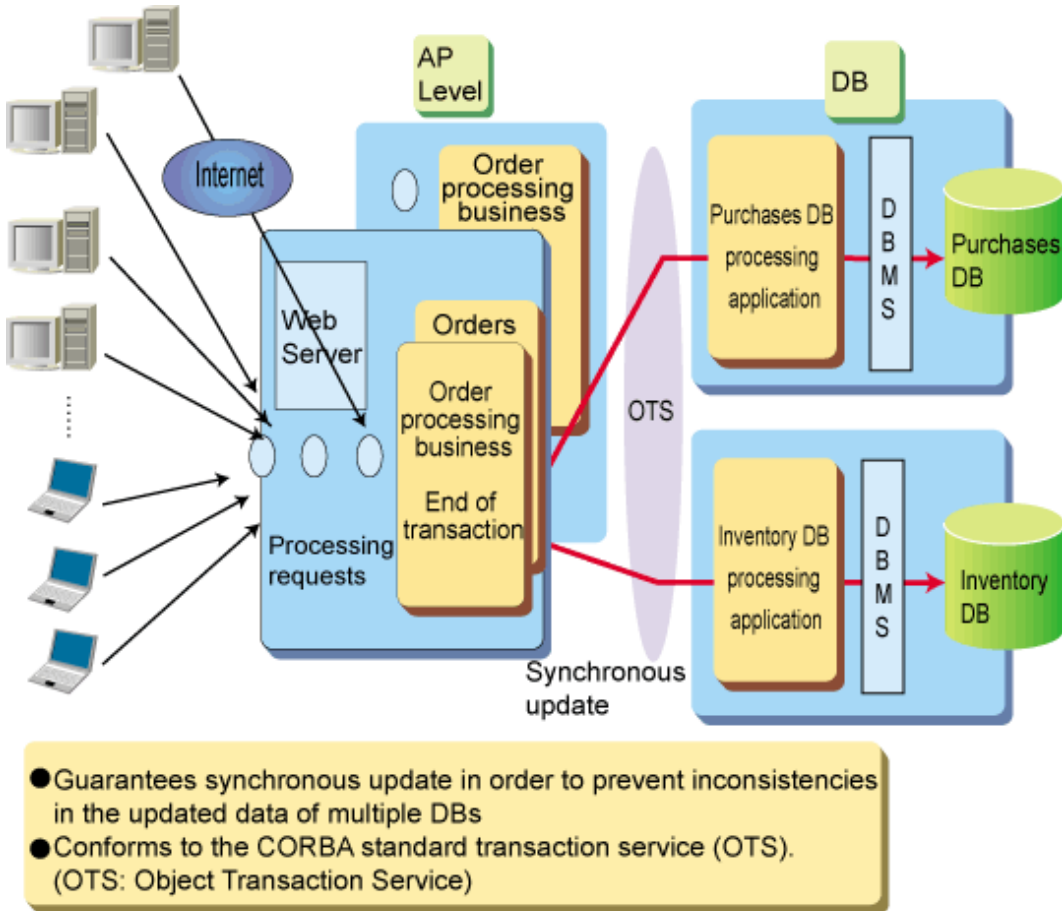 AP
Level
DB
Internet
Order
processing
business
Web
Server
Orders
Order
processing
business
End of
transaction
Processing
requests
OTS
Synchronous
update
Purchases DB
processing
application
D
B
M
S
Purchases
DB
Inventory DB
processing
application
D
B
M
S
Inventory
DB
●Guarantees synchronous update in order to prevent inconsistencies
in the updated data of multiple DBs
●Conforms to the CORBA standard transaction service (OTS).
(OTS: Object Transaction Service)